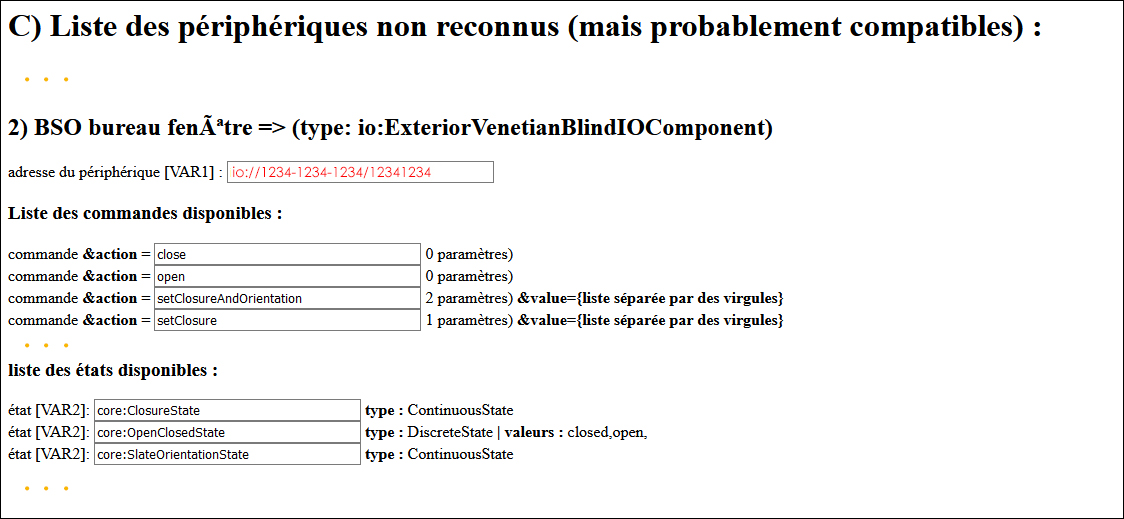 C) Liste des périphériques non reconnus (mais probablement compatibles) :
. . .
2) BSO bureau fenÃªtre => (type: io:ExteriorVenetianBlindIOComponent)
adresse du périphérique [VAR1] : io://1234-1234-1234/12341234
Liste des commandes disponibles :
commande &action = close 0 paramètres)
commande &action = open 0 paramètres)
commande &action = setClosureAndOrientation 2 paramètres) &value={liste séparée par des virgules}
commande &action = setClosure 1 paramètres) &value={liste séparée par des virgules}
. . .
liste des états disponibles :
état [VAR2]: core:ClosureState type : ContinuousState
état [VAR2]: core:OpenClosedState type : DiscreteState | valeurs : closed,open,
état [VAR2]: core:SlateOrientationState type : ContinuousState
. . .